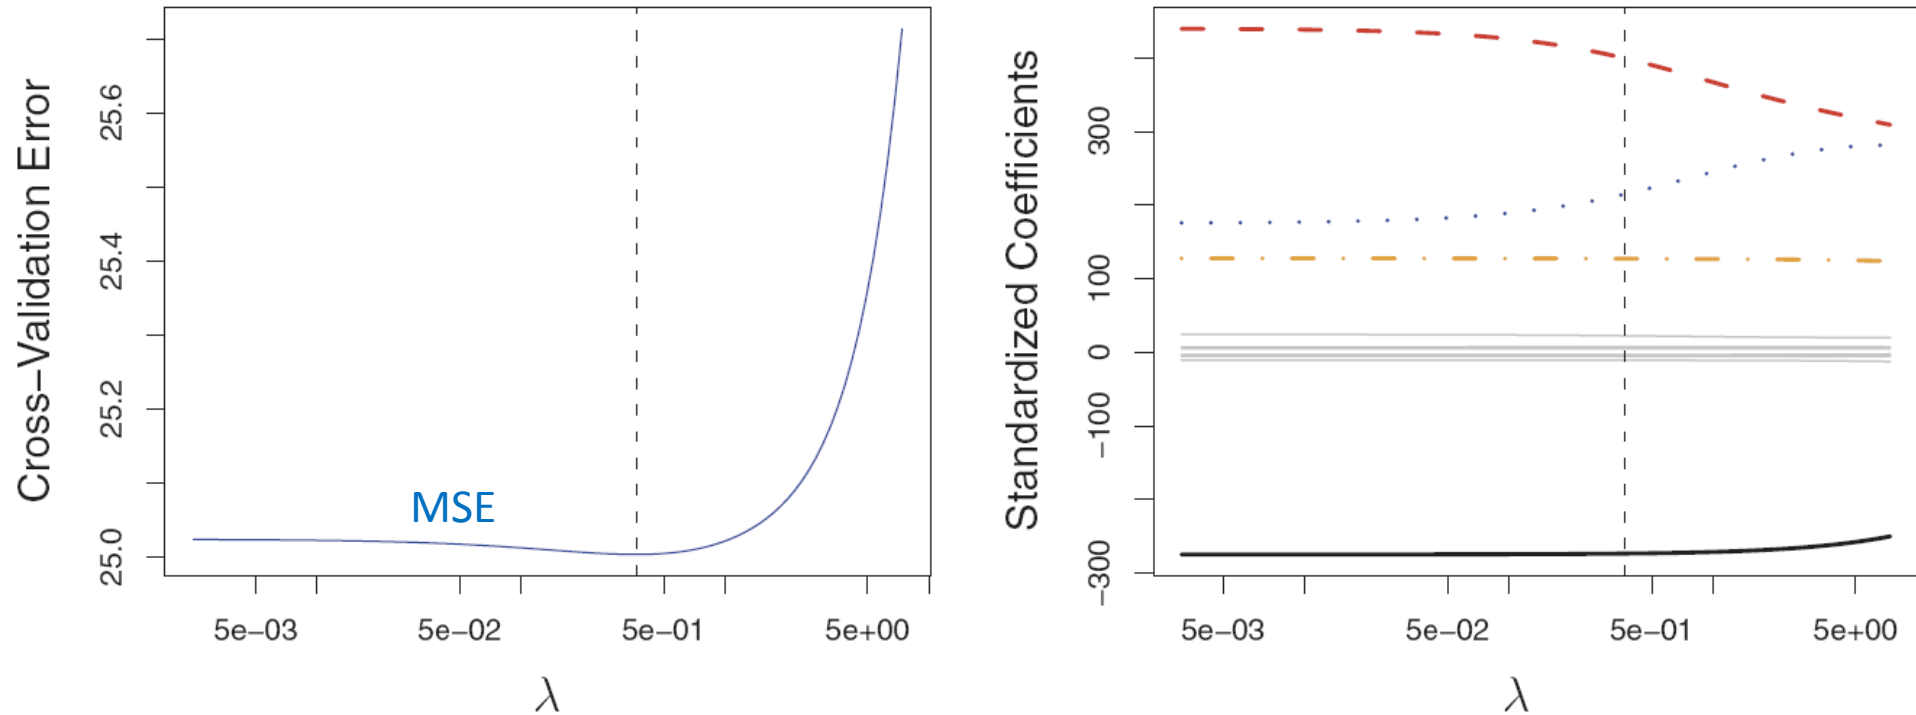 Cross−Validation Error
25.6
25.4
25.2
25.0
MSE
5e−03 5e−02 5e−01 5e+00
λ
Standardized Coefficients
300
100
0
−100
−300
5e−03 5e−02 5e−01 5e+00
λ